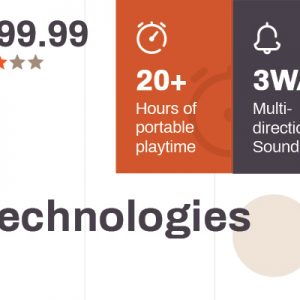 99.99
20+
Hours of
portable
playtime
3WA
Multi-
directio
Sound
echnologies